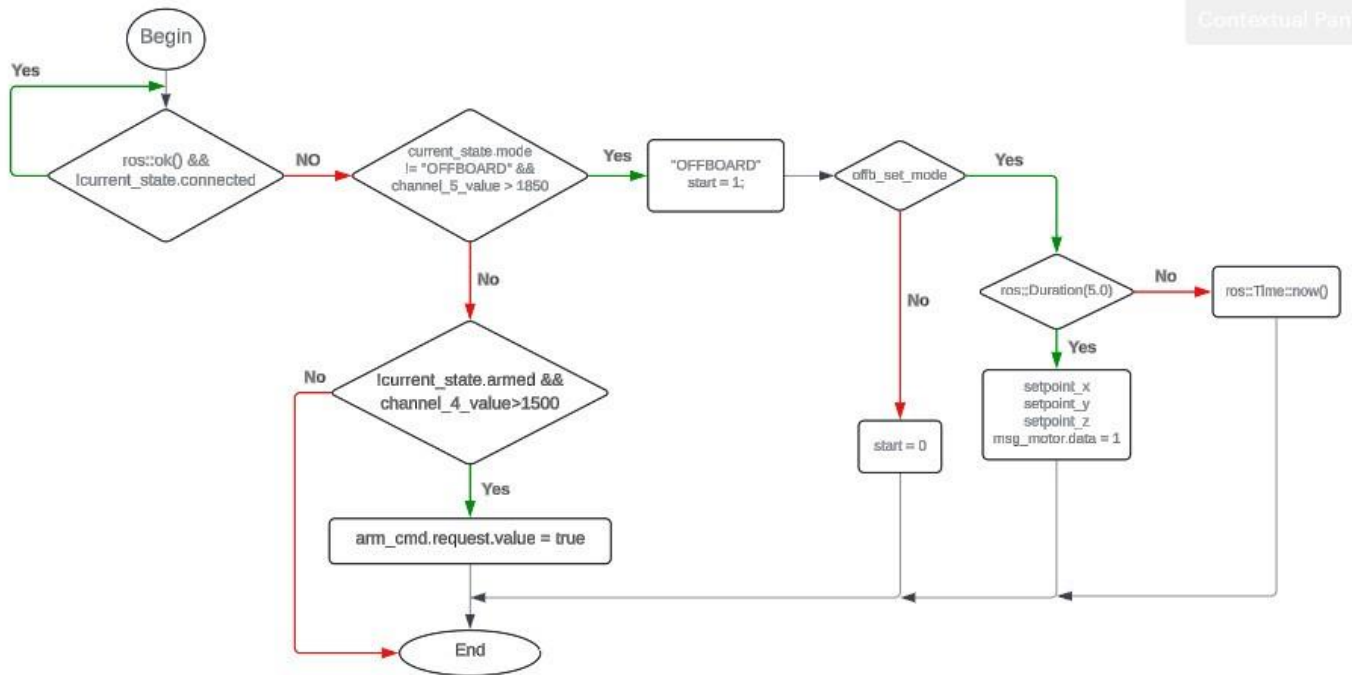 Contextual Pan
Begin
Yes
ros::ok() &&
!current_state.connected
NO
current_state.mode
!= "OFFBOARD" &&
channel_5_value > 1850
Yes
"OFFBOARD"
start = 1;
offb_set_mode
Yes
No
No
ros::Duration(5.0)
No
ros::Time::now()
Yes
No
!current_state.armed &&
channel_4_value>1500
setpoint_x
setpoint_y
setpoint_z
msg_motor.data = 1
start = 0
Yes
arm_cmd.request.value = true
End